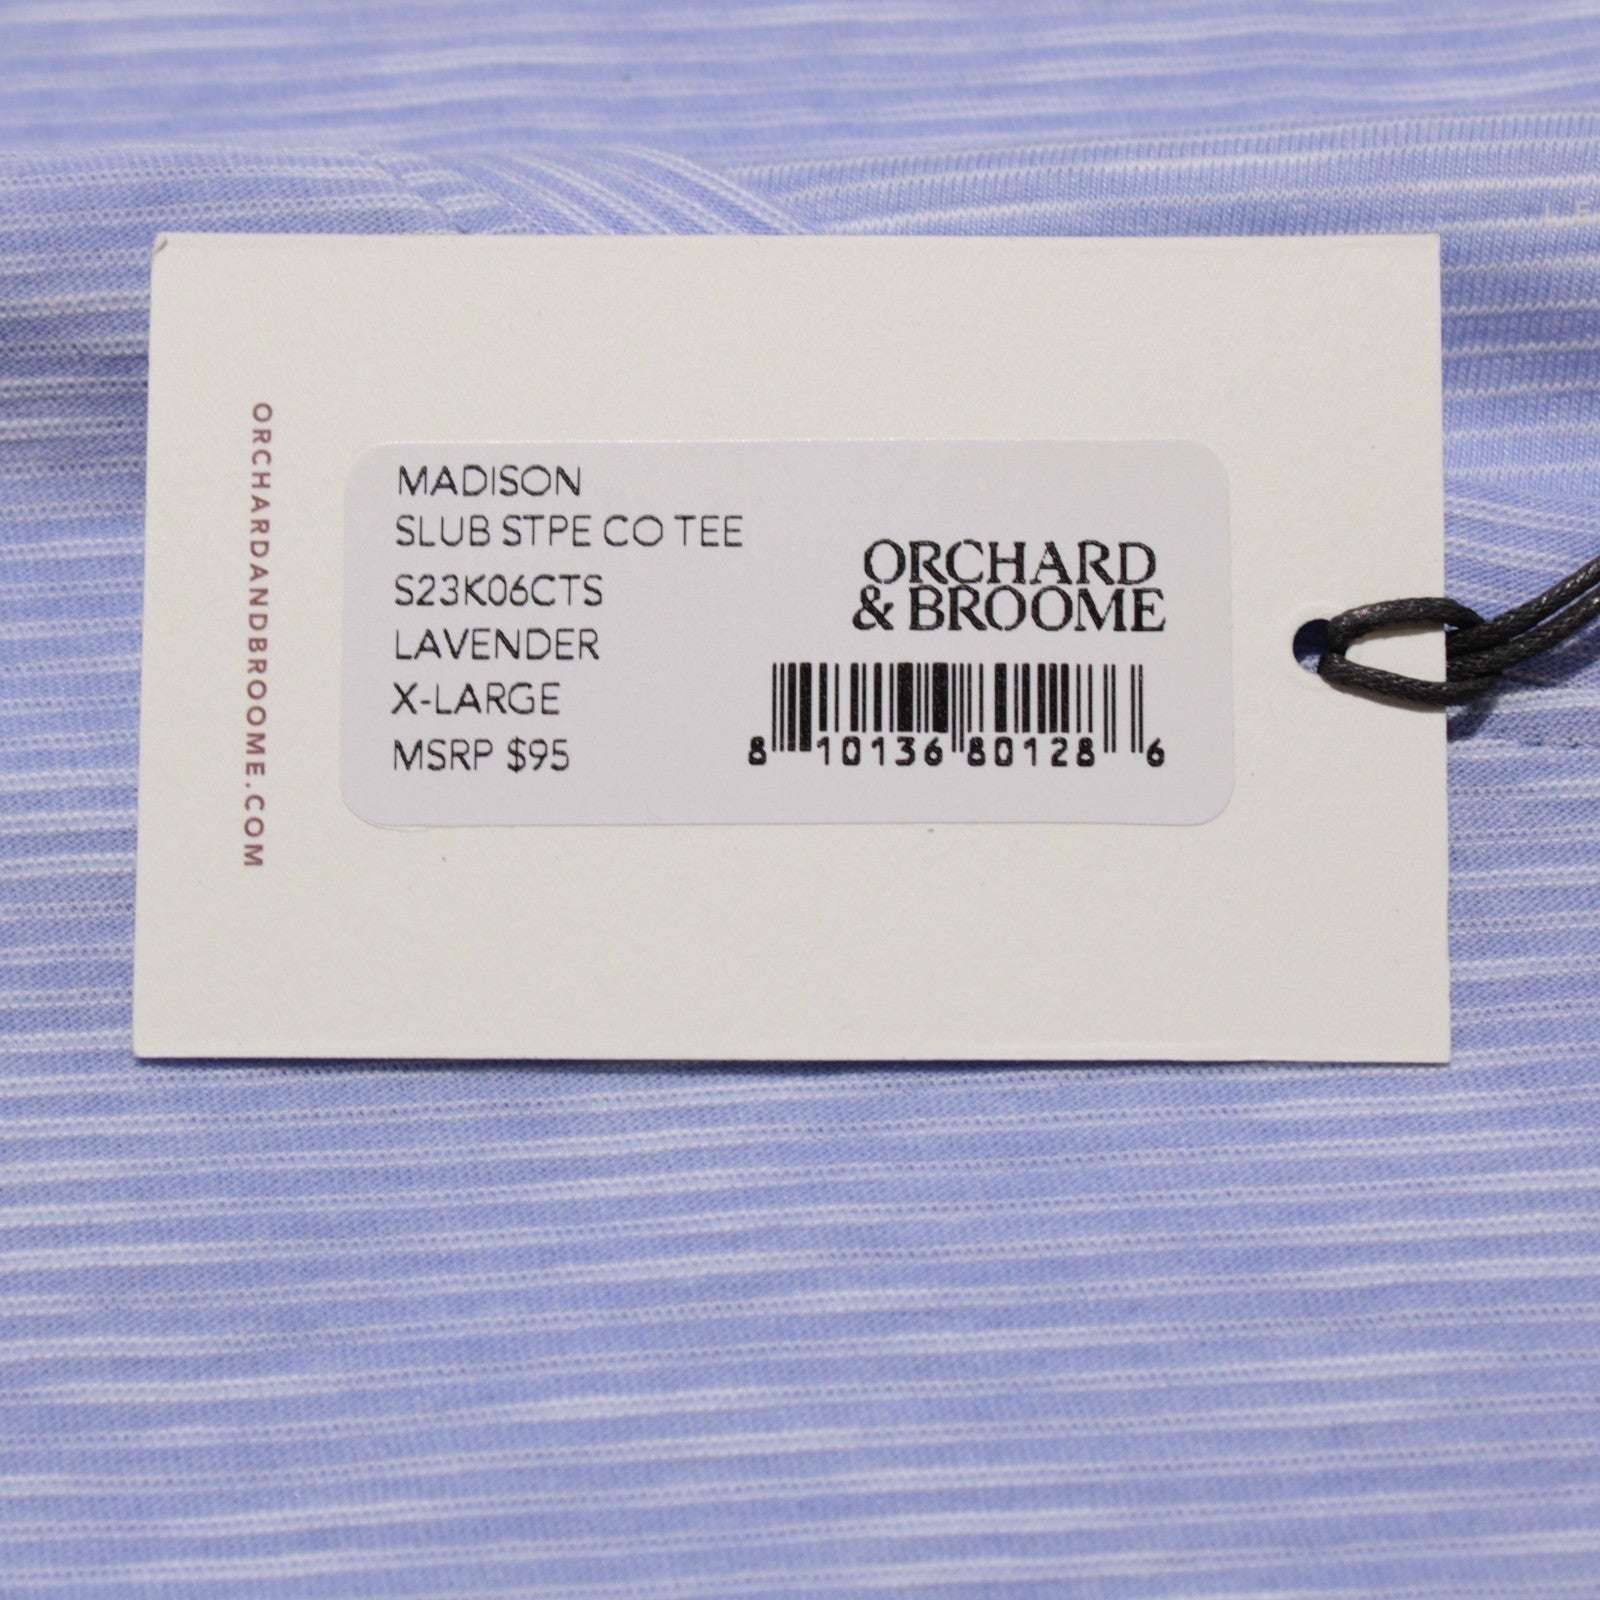 ORCHARDANDBROOME.COM
MADISON
SLUB STPE CO TEE
S23K06CTS
LAVENDER
X-LARGE
MSRP $95
ORCHARD
& BROOME
8 10136 80128 6